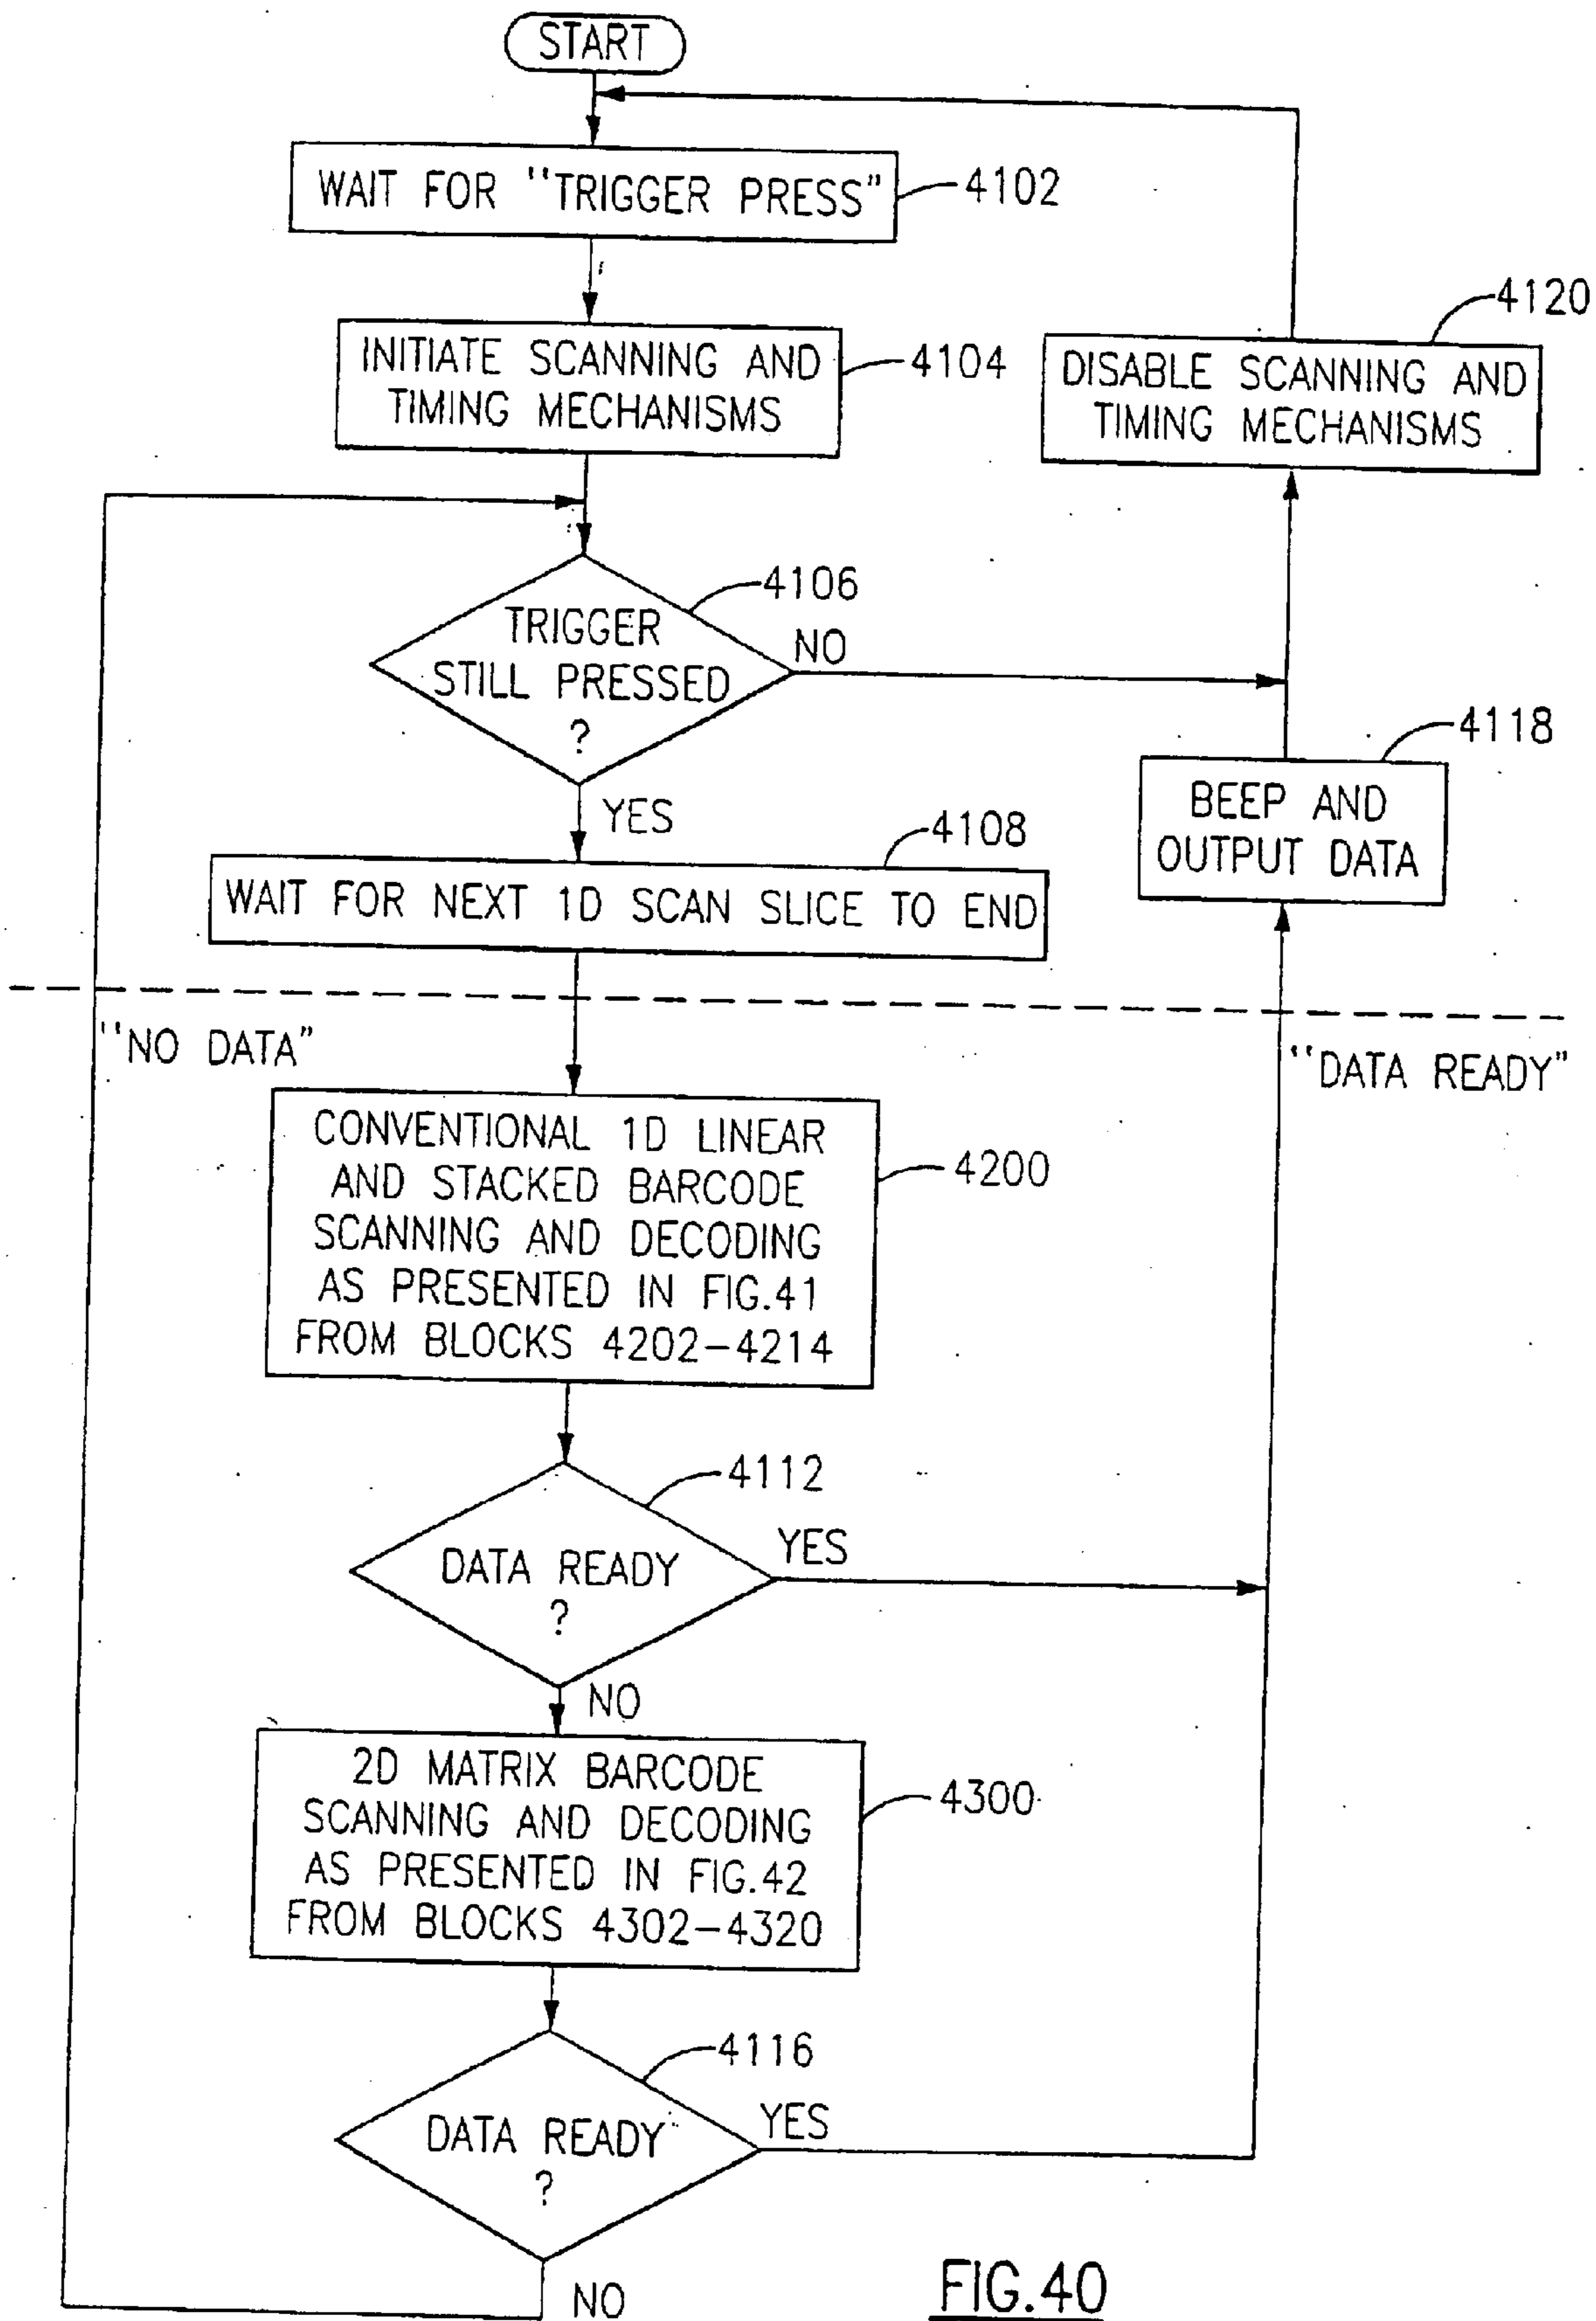 START
WAIT FOR "TRIGGER PRESS"
4102
INITIATE SCANNING AND
TIMING MECHANISMS
4104
4120
DISABLE SCANNING AND
TIMING MECHANISMS
4106
TRIGGER
STILL PRESSED
?
NO
YES
4118
BEEP AND
OUTPUT DATA
4108
WAIT FOR NEXT 1D SCAN SLICE TO END
"NO DATA"
"DATA READY"
CONVENTIONAL 1D LINEAR
AND STACKED BARCODE
SCANNING AND DECODING
AS PRESENTED IN FIG.41
FROM BLOCKS 4202-4214
4200
4112
DATA READY
?
YES
NO
2D MATRIX BARCODE
SCANNING AND DECODING
AS PRESENTED IN FIG.42
FROM BLOCKS 4302-4320
4300
4116
DATA READY
?
YES
NO
FIG.40